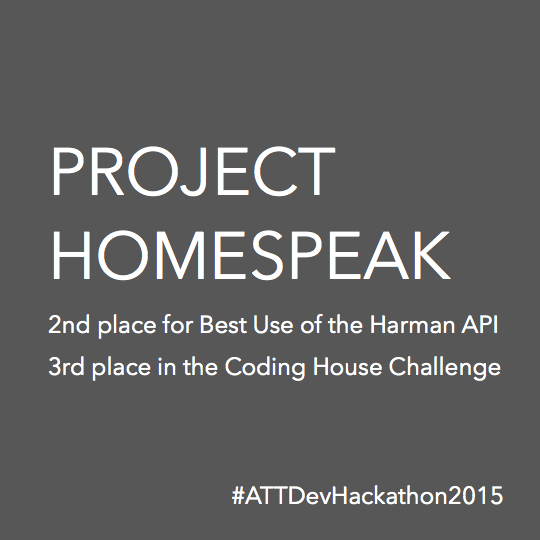 PROJECT
HOMESPEAK
2nd place for Best Use of the Harman API
3rd place in the Coding House Challenge
#ATTDevHackathon2015